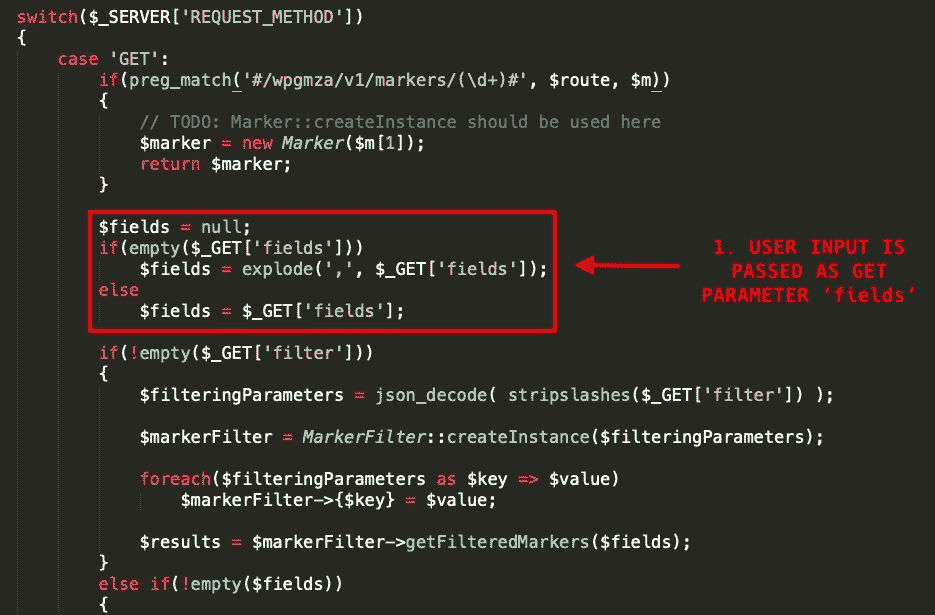 switch($_SERVER['REQUEST_METHOD'])
{
case 'GET':
if(preg_match('#/wpgmza/v1/markers/(\d+)#', $route, $m))
{
// TODO: Marker::createInstance should be used here
$marker = new Marker($m[1]);
return $marker;
}
$fields = null;
if(empty($_GET['fields']))
$fields = explode(',', $_GET['fields']);
else
$fields = $_GET['fields'];
1. USER INPUT IS
PASSED AS GET
PARAMETER ‘fields’
if(!empty($_GET['filter']))
{
$filteringParameters = json_decode( stripslashes($_GET['filter']) );
$markerFilter = MarkerFilter::createInstance($filteringParameters);
foreach($filteringParameters as $key => $value)
$markerFilter->{$key} = $value;
$results = $markerFilter->getFilteredMarkers($fields);
}
else if(!empty($fields))
{